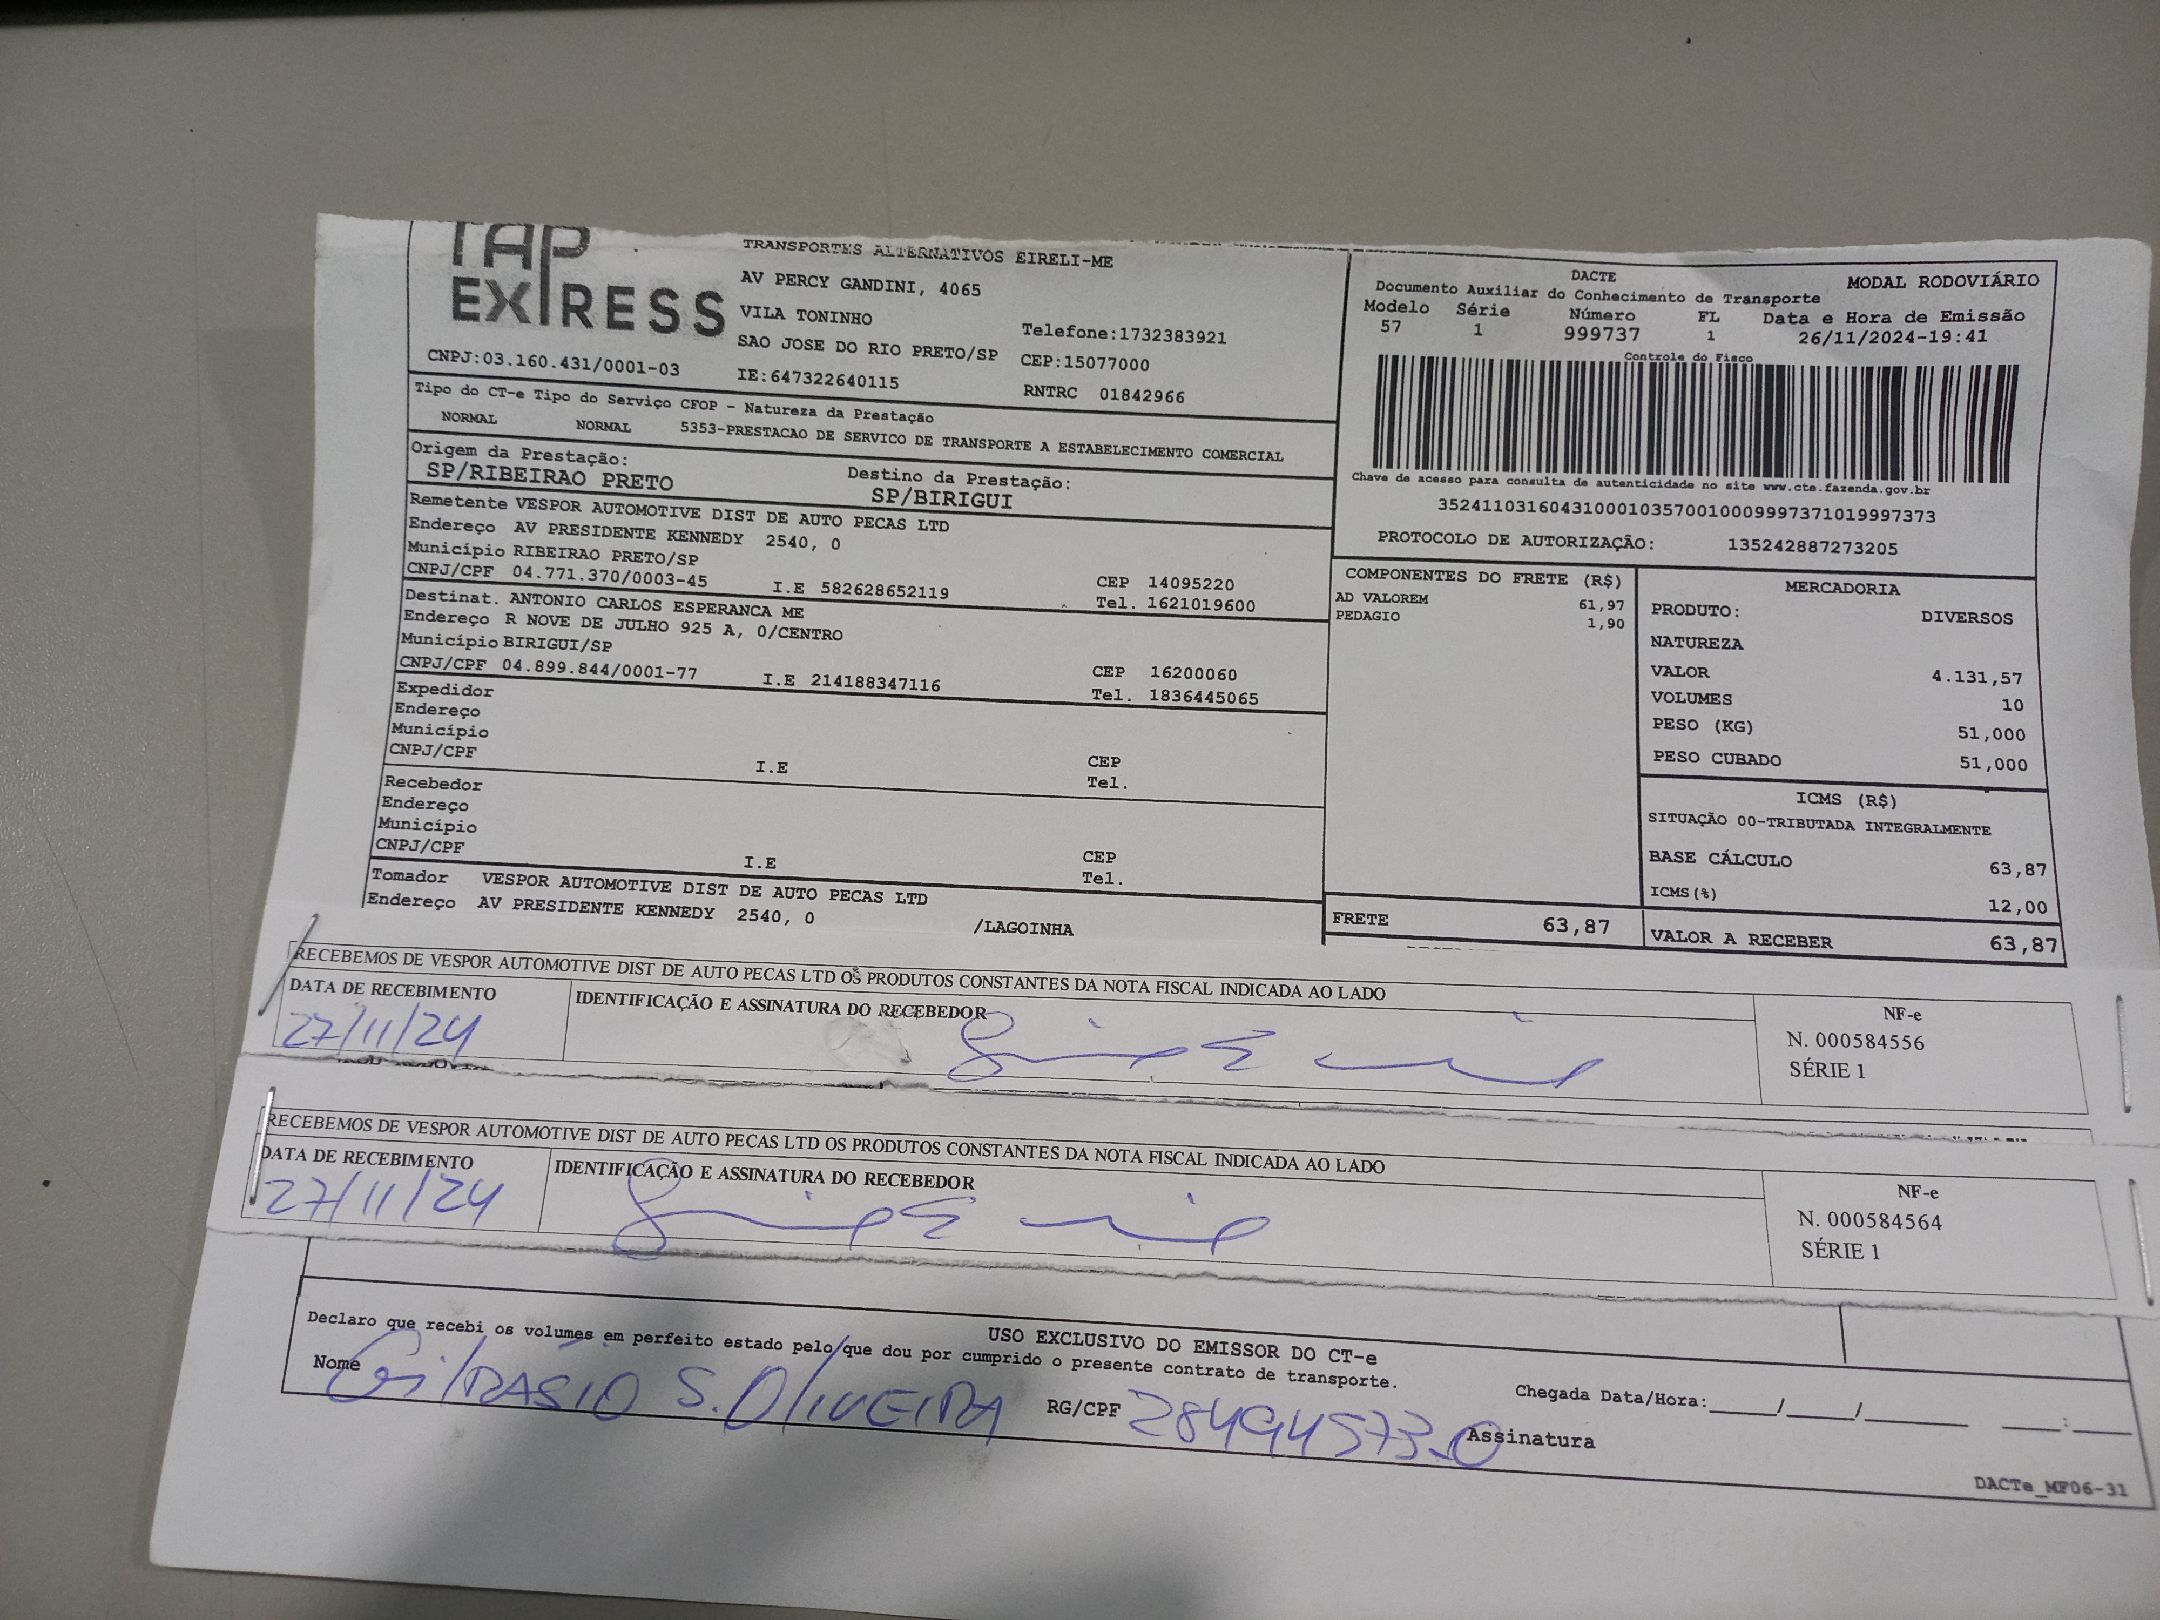 TAP
EXPRESS
CNPJ:03.160.431/0001-03
TRANSPORTES ALTERNATIVOS EIRELI-ME
AV PERCY GANDINI, 4065
VILA TONINHO
Telefone:1732383921
SAO JOSE DO RIO PRETO/SP CEP:15077000
IE:647322640115 RNTRC 01842966
DACTE
MODAL RODOVIÁRIO
Documento Auxiliar do Conhecimento de Transporte
Modelo Série Número FL Data e Hora de Emissão
57 1 999737 1 26/11/2024-19:41
Controle do Fisco
Chave de acesso para consulta de autenticidade no site www.cte.fazenda.gov.br
35241103160431000103570010009997371019997373
PROTOCOLO DE AUTORIZAÇÃO: 135242887273205
Tipo do CT-e Tipo do Serviço CFOP - Natureza da Prestação
NORMAL NORMAL 5353-PRESTACAO DE SERVICO DE TRANSPORTE A ESTABELECIMENTO COMERCIAL
Origem da Prestação: Destino da Prestação:
SP/RIBEIRAO PRETO SP/BIRIGUI
Remetente VESPOR AUTOMOTIVE DIST DE AUTO PECAS LTD
Endereço AV PRESIDENTE KENNEDY 2540, 0
Município RIBEIRAO PRETO/SP CEP 14095220
CNPJ/CPF 04.771.370/0003-45 I.E 582628652119 Tel. 1621019600
Destinat. ANTONIO CARLOS ESPERANCA ME
Endereço R NOVE DE JULHO 925 A, 0/CENTRO
Município BIRIGUI/SP CEP 16200060
CNPJ/CPF 04.899.844/0001-77 I.E 214188347116 Tel. 1836445065
Expedidor
Endereço
Município CEP
CNPJ/CPF I.E Tel.
Recebedor
Endereço
Município CEP
CNPJ/CPF I.E Tel.
Tomador VESPOR AUTOMOTIVE DIST DE AUTO PECAS LTD
Endereço AV PRESIDENTE KENNEDY 2540, 0 /LAGOINHA
COMPONENTES DO FRETE (R$)
AD VALOREM 61,97
PEDAGIO 1,90
FRETE 63,87
MERCADORIA
PRODUTO: DIVERSOS
NATUREZA
VALOR 4.131,57
VOLUMES 10
PESO (KG) 51,000
PESO CUBADO 51,000
ICMS (R$)
SITUAÇÃO 00-TRIBUTADA INTEGRALMENTE
BASE CÁLCULO 63,87
ICMS(%) 12,00
VALOR A RECEBER 63,87
RECEBEMOS DE VESPOR AUTOMOTIVE DIST DE AUTO PECAS LTD OS PRODUTOS CONSTANTES DA NOTA FISCAL INDICADA AO LADO
DATA DE RECEBIMENTO IDENTIFICAÇÃO E ASSINATURA DO RECEBEDOR
27/11/24
NF-e
N. 000584556
SÉRIE 1
RECEBEMOS DE VESPOR AUTOMOTIVE DIST DE AUTO PECAS LTD OS PRODUTOS CONSTANTES DA NOTA FISCAL INDICADA AO LADO
DATA DE RECEBIMENTO IDENTIFICAÇÃO E ASSINATURA DO RECEBEDOR
27/11/24
NF-e
N. 000584564
SÉRIE 1
USO EXCLUSIVO DO EMISSOR DO CT-e
Declaro que recebi os volumes em perfeito estado pelo que dou por cumprido o presente contrato de transporte.
Nome Gildásio S. Oliveira RG/CPF 28494573-0 Assinatura
Chegada Data/Hora:_____/_____/_______ ____:____
DACTe_MF06-31